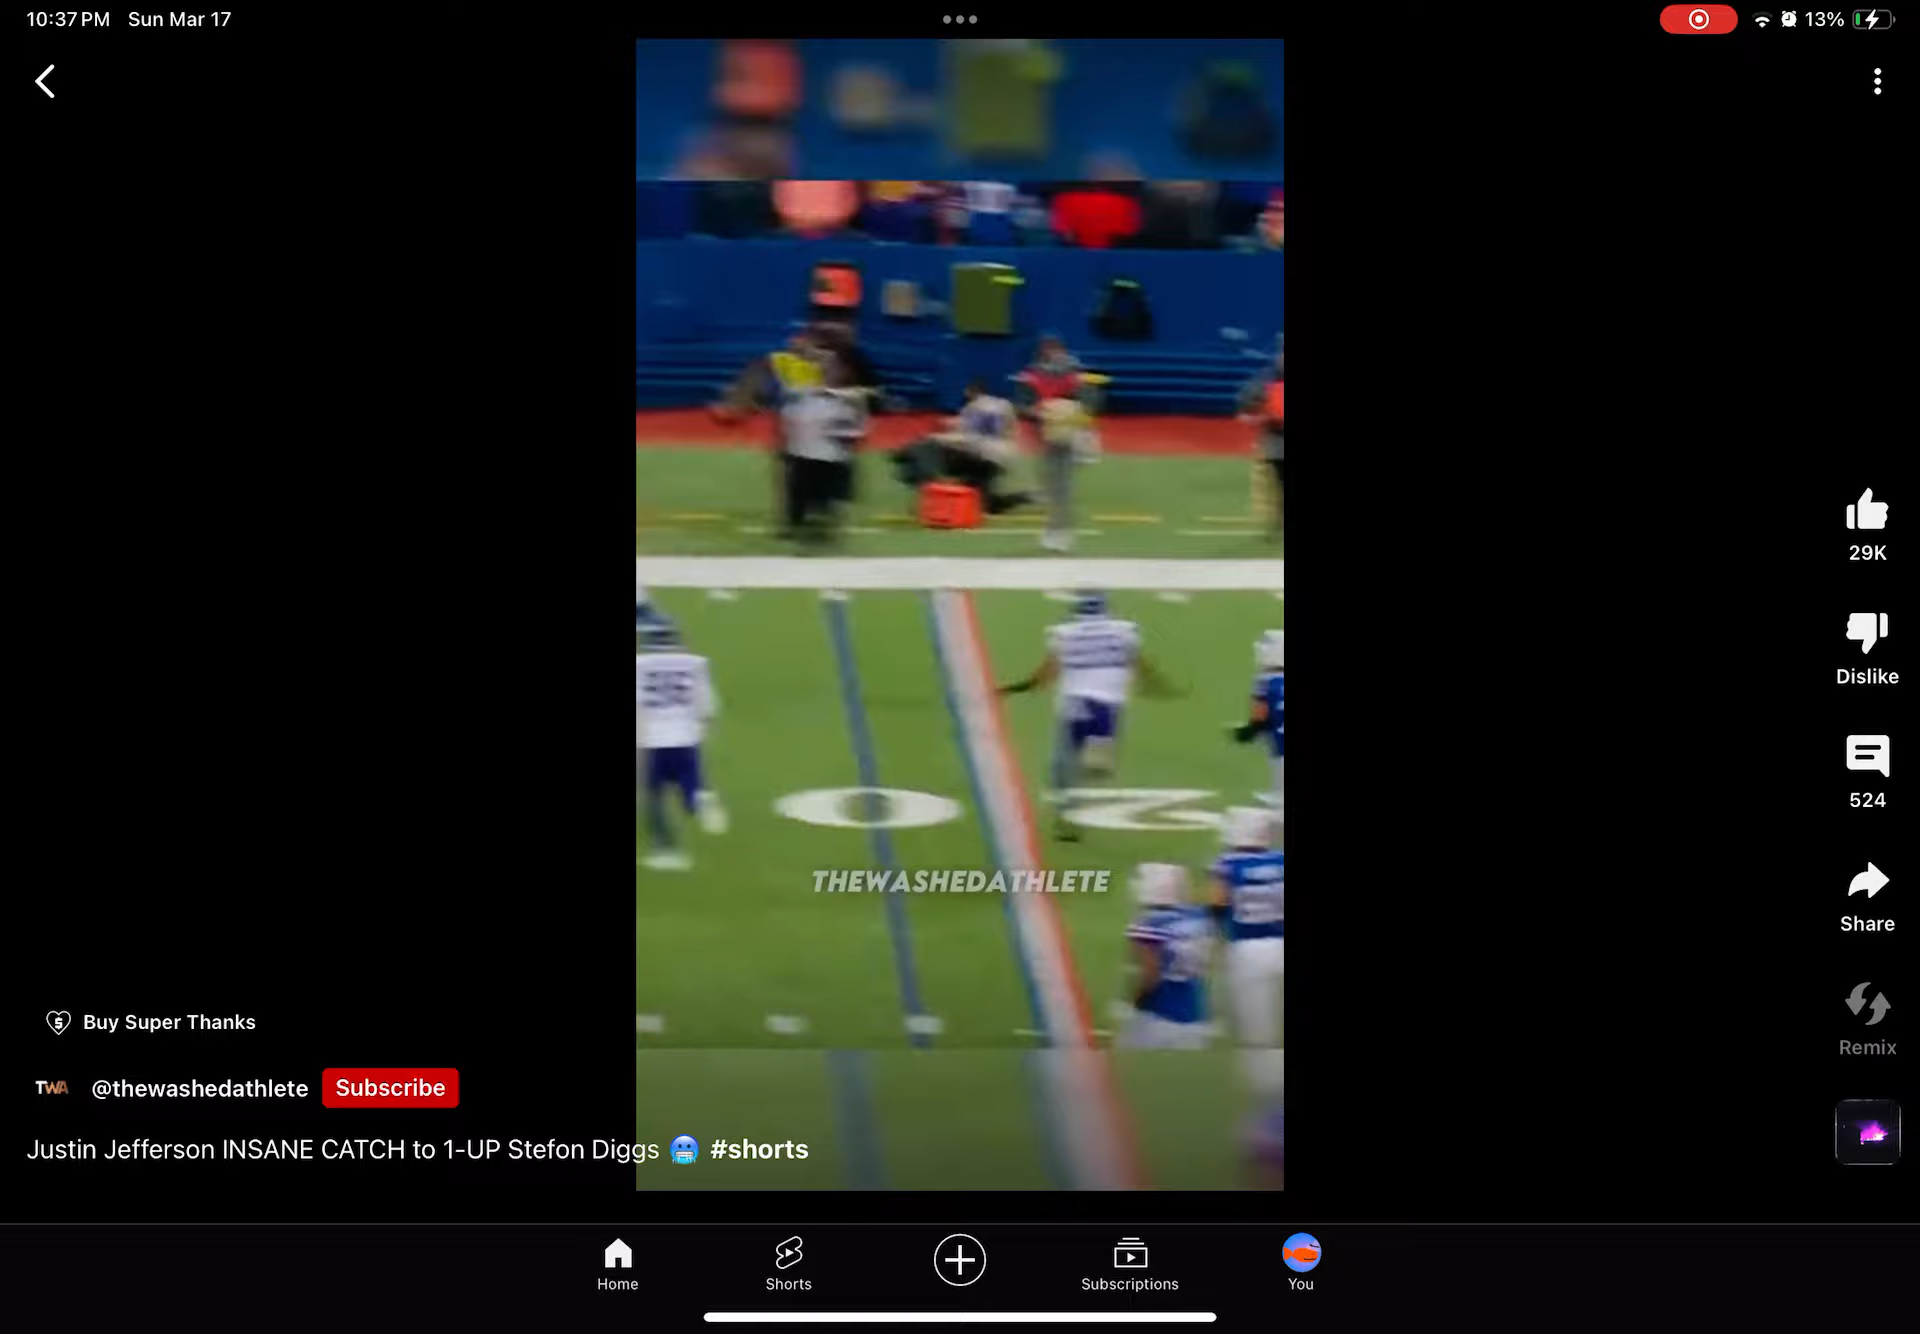 10:37 PM Sun Mar 17
13%
29K
Dislike
THEWASHEDATHLETE
524
Share
Buy Super Thanks
Remix
TWA @thewashedathlete Subscribe
Justin Jefferson INSANE CATCH to 1-UP Stefon Diggs 🥶 #shorts
Home Shorts Subscriptions You